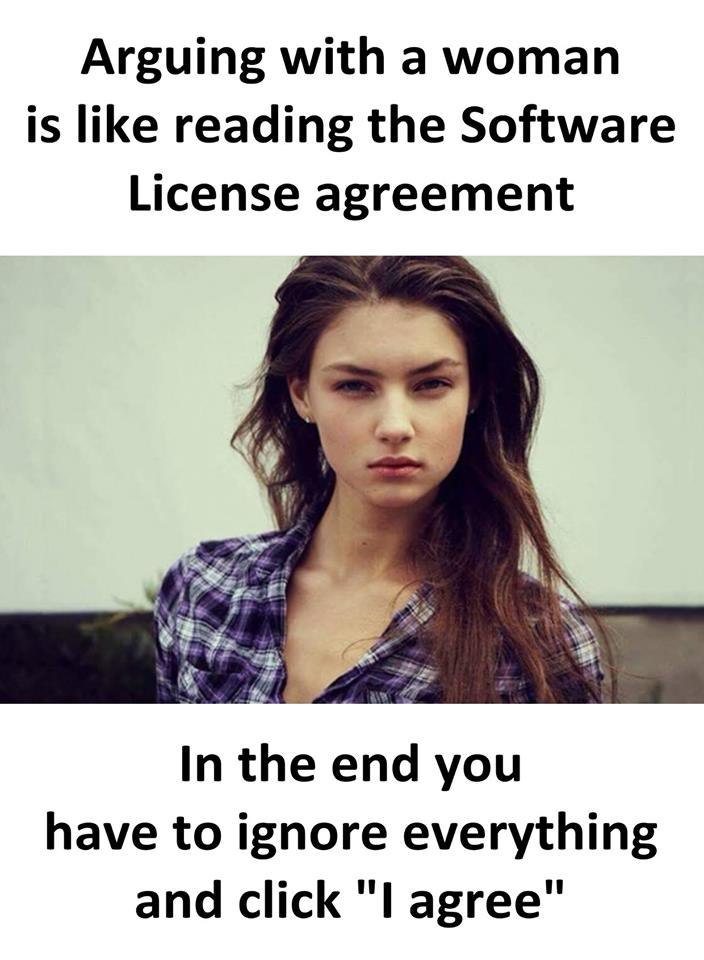 Arguing with a woman
is like reading the Software
License agreement
In the end you
have to ignore everything
and click "I agree"